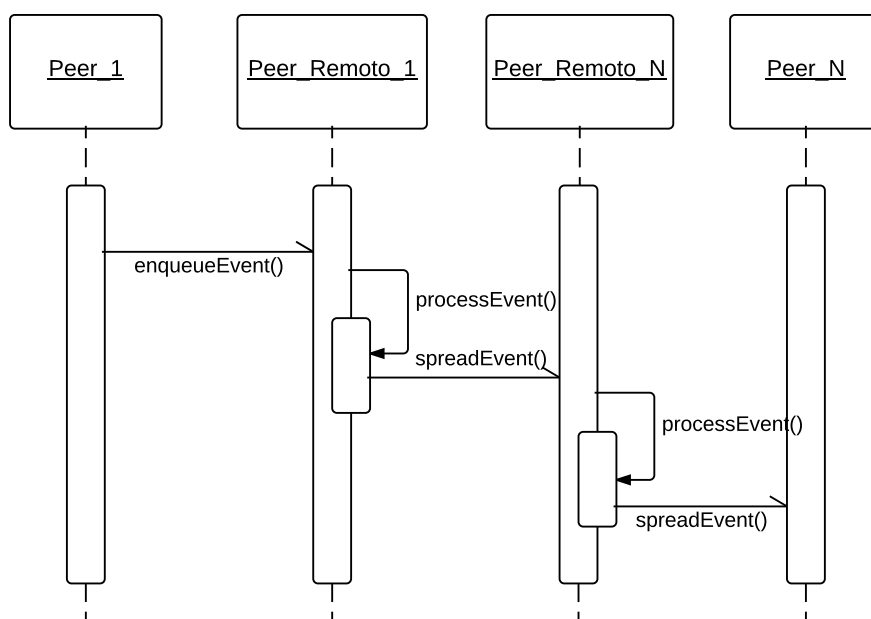 Peer_1
Peer_Remoto_1
Peer_Remoto_N
Peer_N
enqueueEvent()
processEvent()
spreadEvent()
processEvent()
spreadEvent()